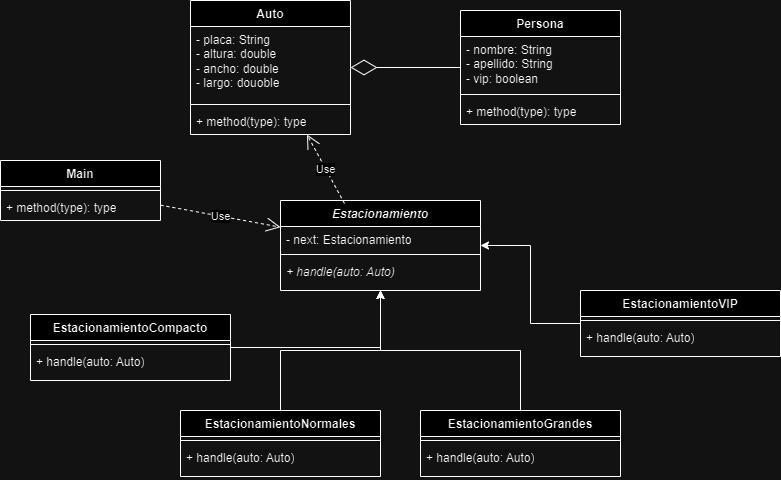 Auto
- placa: String
- altura: double
- ancho: double
- largo: douoble
+ method(type): type
Persona
- nombre: String
- apellido: String
- vip: boolean
+ method(type): type
Use
Main
+ method(type): type
Use
Estacionamiento
- next: Estacionamiento
+ handle(auto: Auto)
EstacionamientoVIP
+ handle(auto: Auto)
EstacionamientoCompacto
+ handle(auto: Auto)
EstacionamientoNormales
+ handle(auto: Auto)
EstacionamientoGrandes
+ handle(auto: Auto)